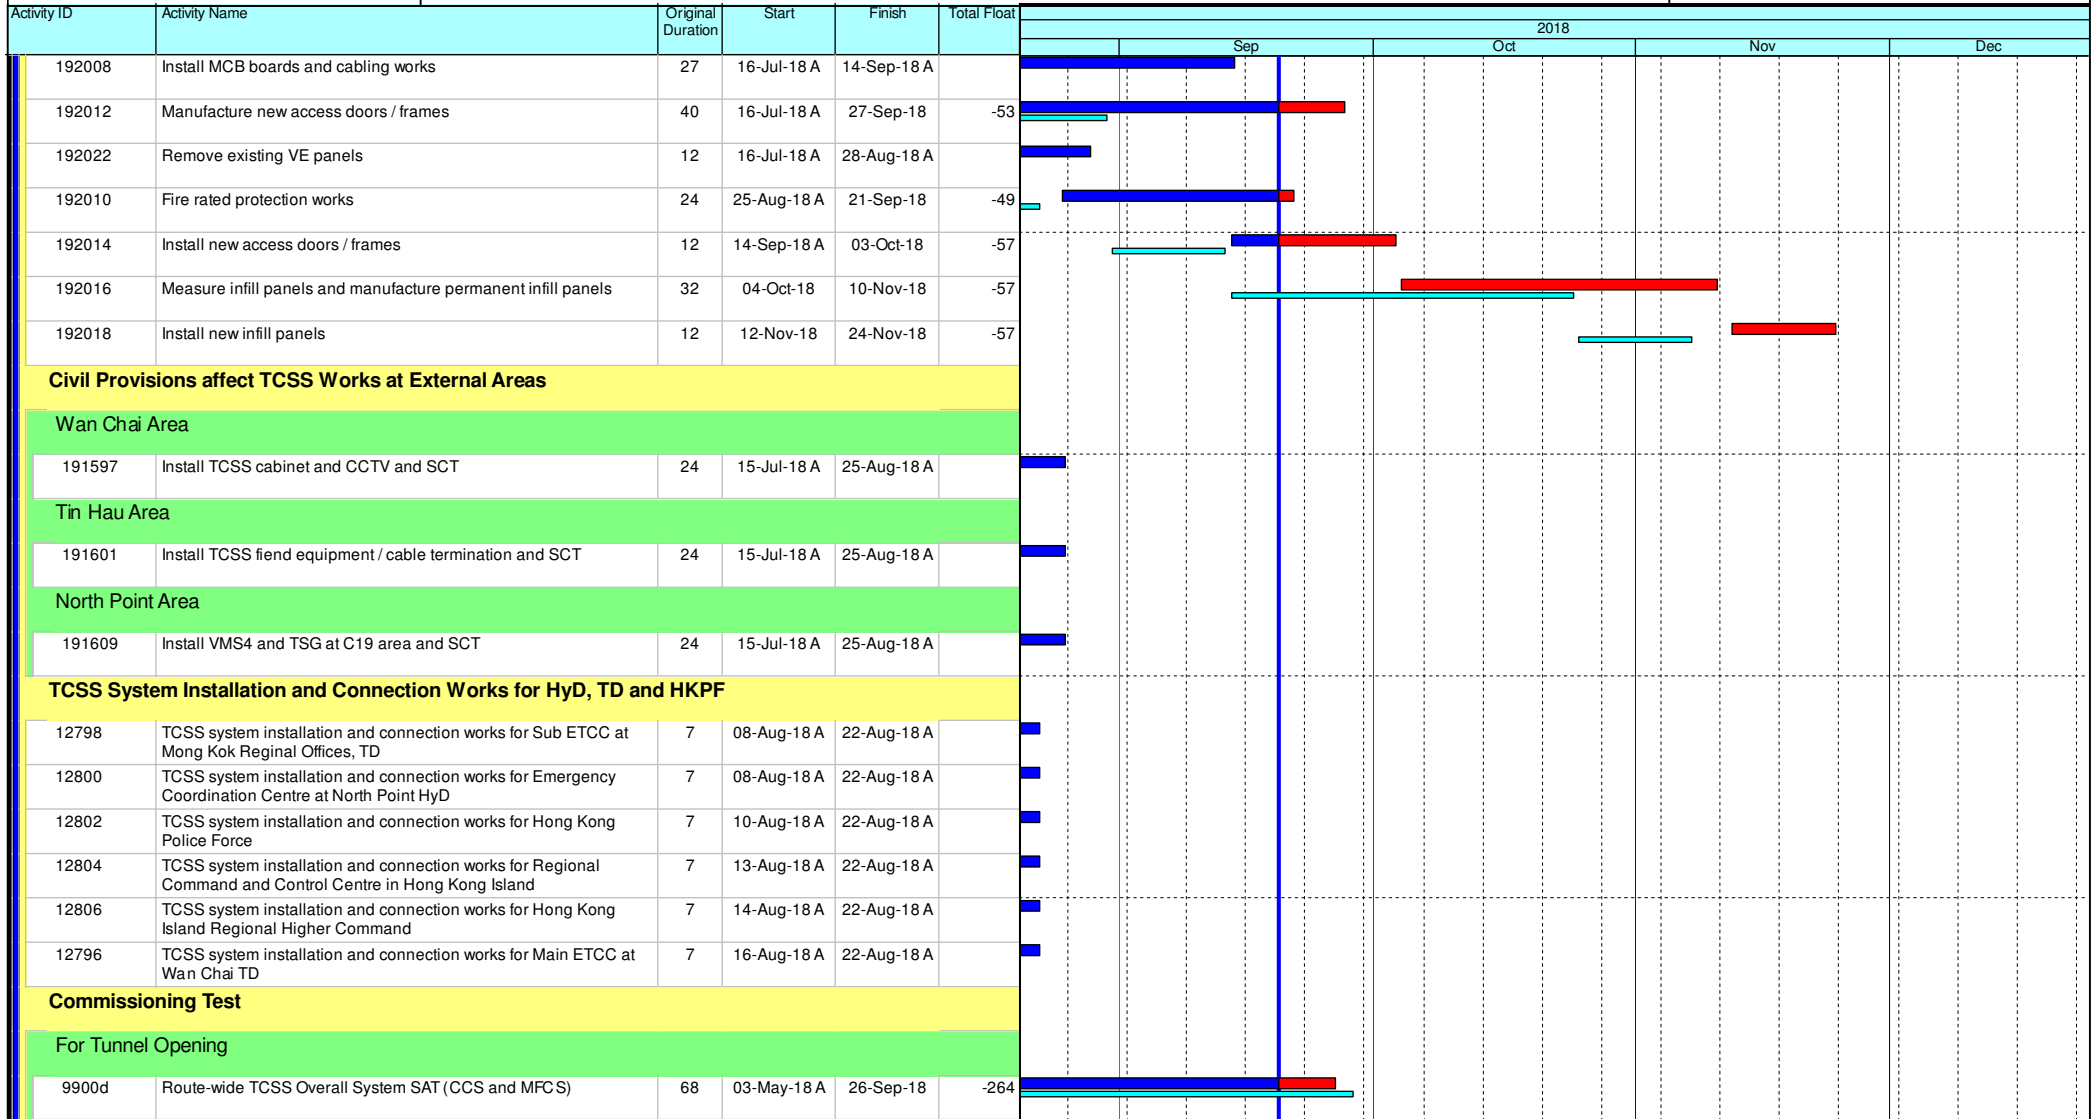 Activity ID Activity Name Original Duration Start Finish Total Float
2018
Sep Oct Nov Dec
192008 Install MCB boards and cabling works 27 16-Jul-18 A 14-Sep-18 A
192012 Manufacture new access doors / frames 40 16-Jul-18 A 27-Sep-18 -53
192022 Remove existing VE panels 12 16-Jul-18 A 28-Aug-18 A
192010 Fire rated protection works 24 25-Aug-18 A 21-Sep-18 -49
192014 Install new access doors / frames 12 14-Sep-18 A 03-Oct-18 -57
192016 Measure infill panels and manufacture permanent infill panels 32 04-Oct-18 10-Nov-18 -57
192018 Install new infill panels 12 12-Nov-18 24-Nov-18 -57
Civil Provisions affect TCSS Works at External Areas
Wan Chai Area
191597 Install TCSS cabinet and CCTV and SCT 24 15-Jul-18 A 25-Aug-18 A
Tin Hau Area
191601 Install TCSS fiend equipment / cable termination and SCT 24 15-Jul-18 A 25-Aug-18 A
North Point Area
191609 Install VMS4 and TSG at C19 area and SCT 24 15-Jul-18 A 25-Aug-18 A
TCSS System Installation and Connection Works for HyD, TD and HKPF
12798 TCSS system installation and connection works for Sub ETCC at 7 08-Aug-18 A 22-Aug-18 A
Mong Kok Reginal Offices, TD
12800 TCSS system installation and connection works for Emergency 7 08-Aug-18 A 22-Aug-18 A
Coordination Centre at North Point HyD
12802 TCSS system installation and connection works for Hong Kong 7 10-Aug-18 A 22-Aug-18 A
Police Force
12804 TCSS system installation and connection works for Regional 7 13-Aug-18 A 22-Aug-18 A
Command and Control Centre in Hong Kong Island
12806 TCSS system installation and connection works for Hong Kong 7 14-Aug-18 A 22-Aug-18 A
Island Regional Higher Command
12796 TCSS system installation and connection works for Main ETCC at 7 16-Aug-18 A 22-Aug-18 A
Wan Chai TD
Commissioning Test
For Tunnel Opening
9900d Route-wide TCSS Overall System SAT (CCS and MFCS) 68 03-May-18 A 26-Sep-18 -264